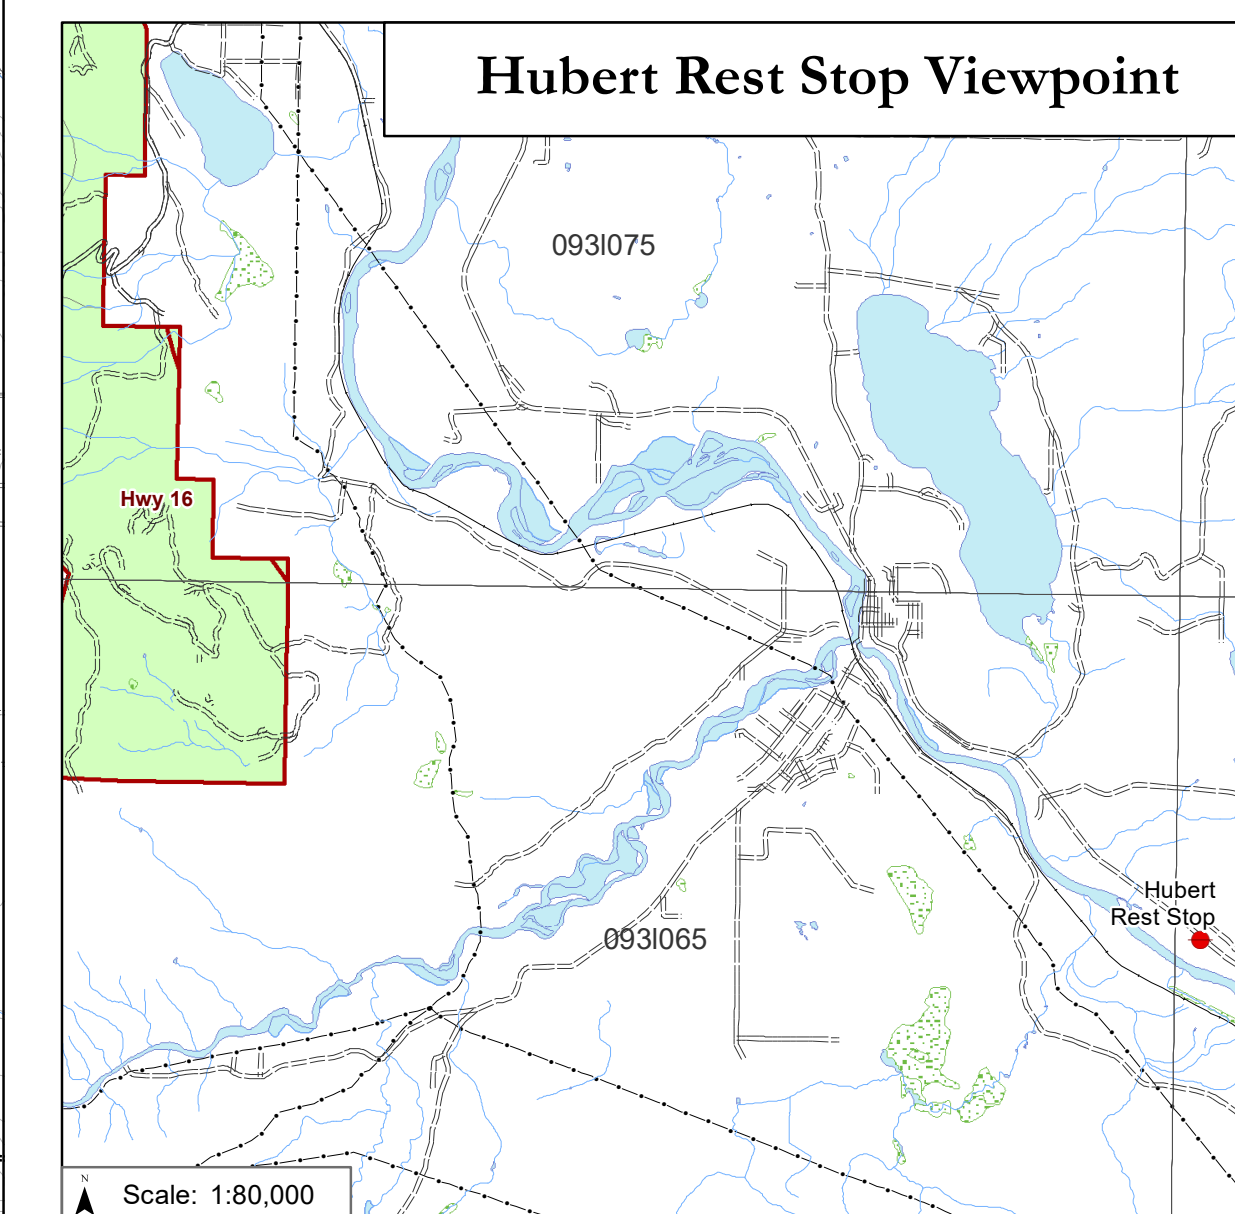 Hubert Rest Stop Viewpoint
093I075
Hwy 16
Hubert
Rest Stop
093I065
N
Scale: 1:80,000